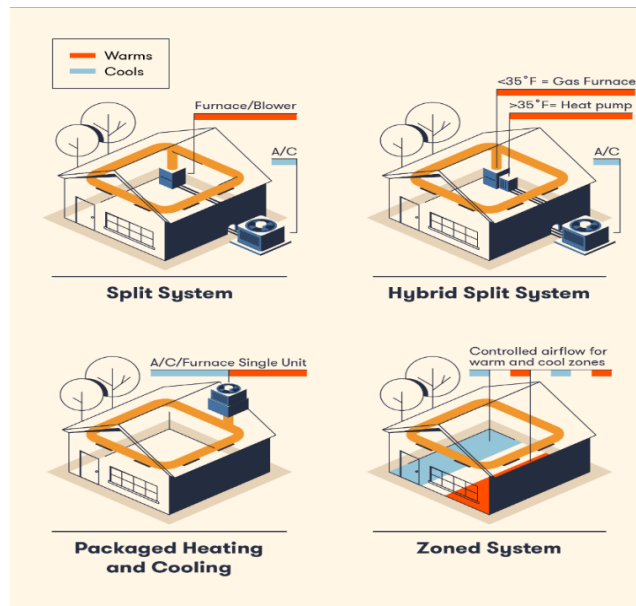 Warms
Cools
Furnace/Blower
A/C
Split System
<35°F = Gas Furnace
>35°F= Heat pump
A/C
Hybrid Split System
A/C/Furnace Single Unit
Packaged Heating
and Cooling
Controlled airflow for
warm and cool zones
Zoned System